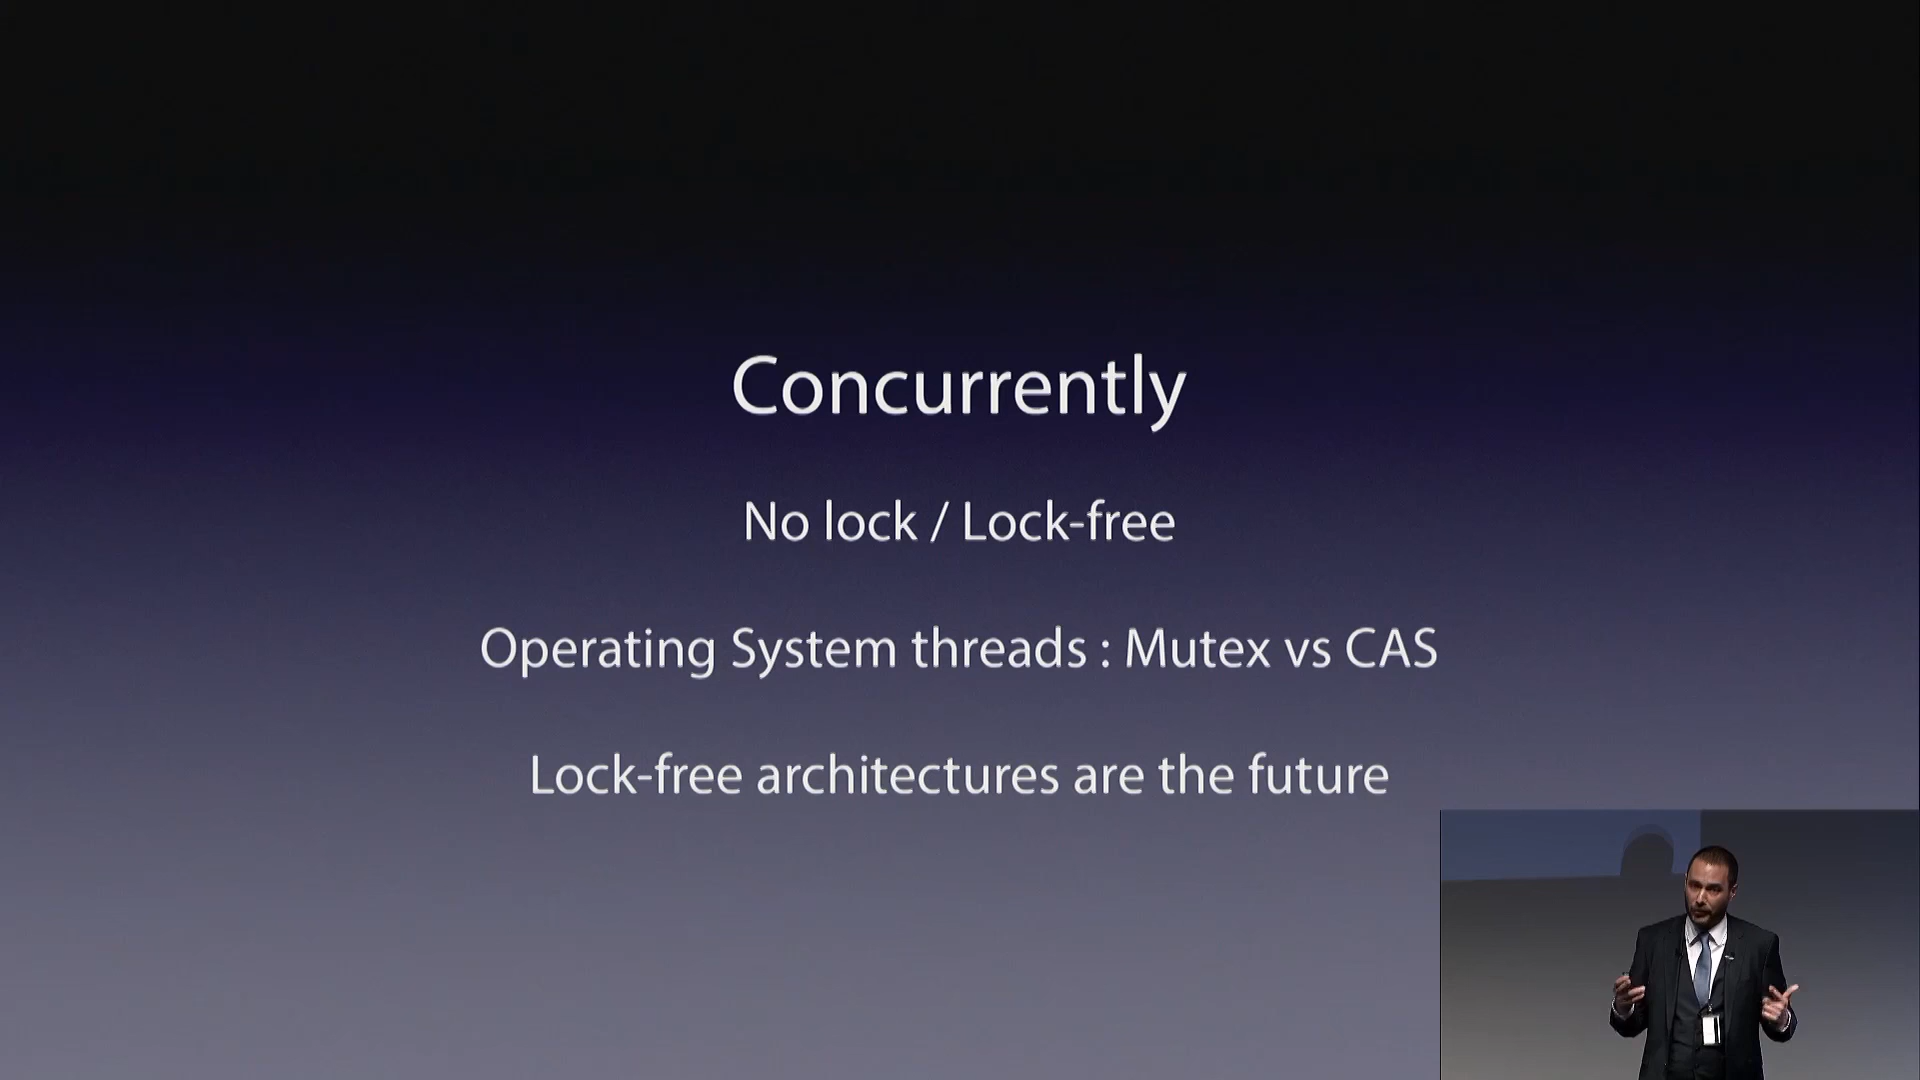 Concurrently
No lock / Lock-free
Operating System threads : Mutex vs CAS
Lock-free architectures are the future